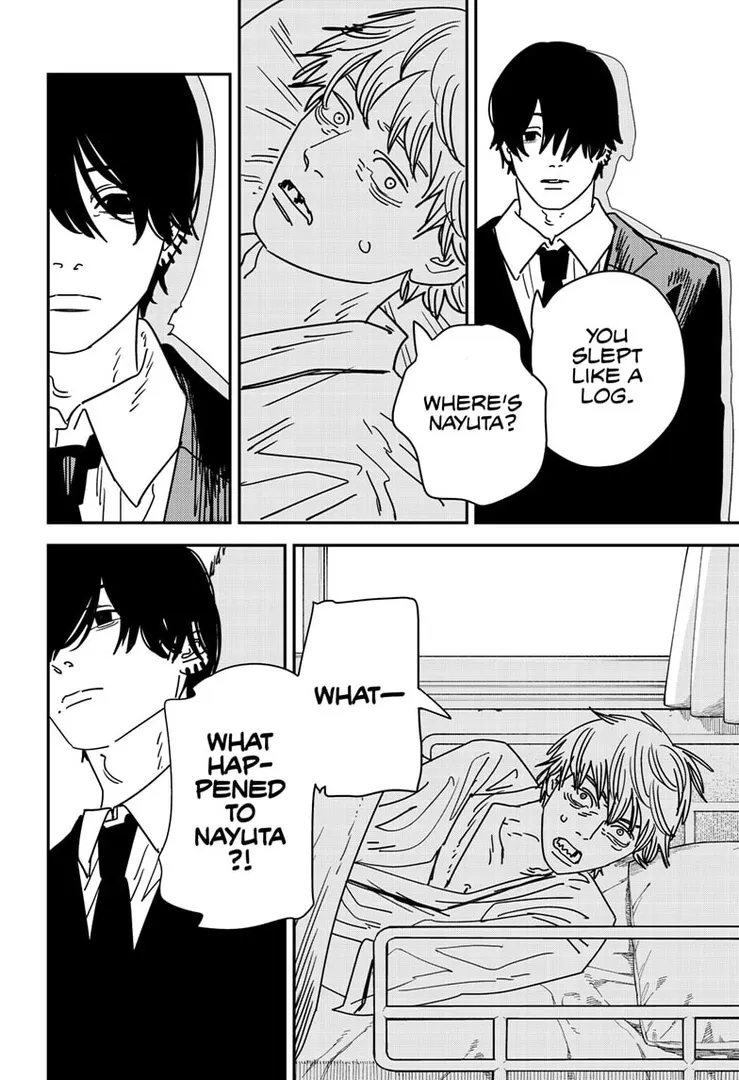 YOU
SLEPT
LIKE A
LOG.
WHERE'S
NAYUTA?
WHAT—
WHAT
HAP-
PENED
TO
NAYUTA
?!